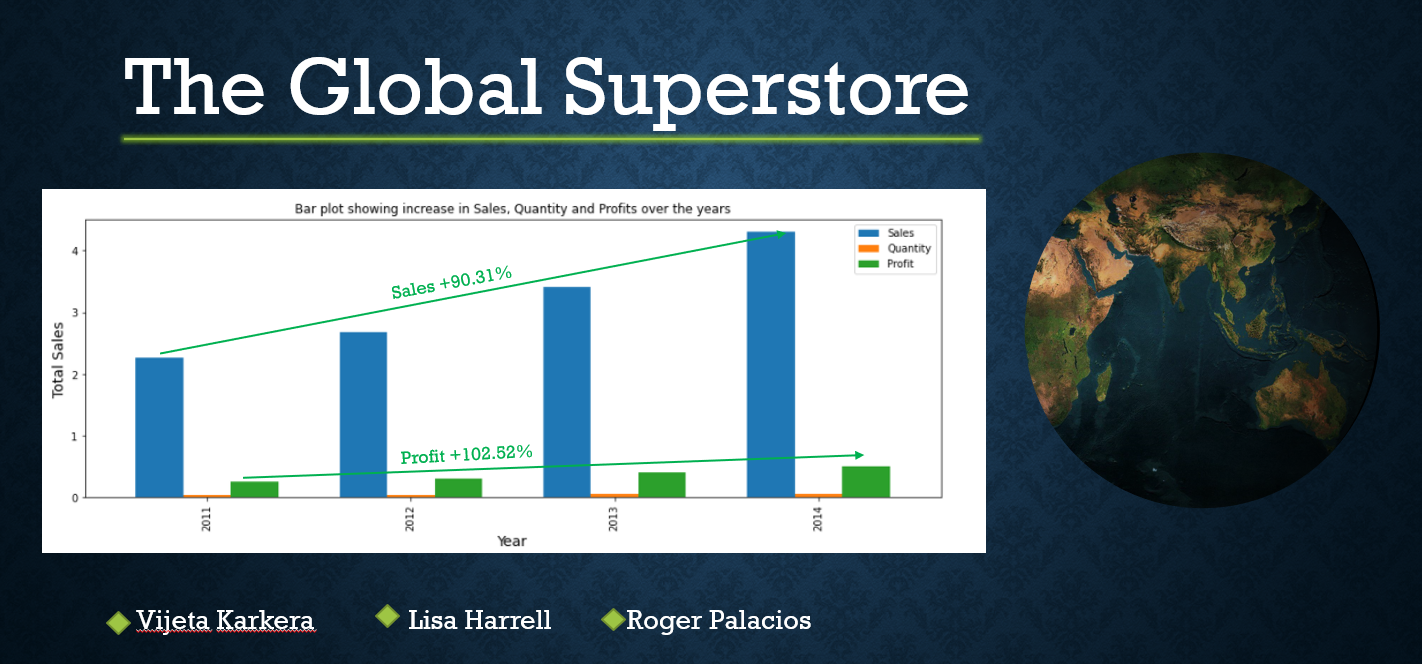 The Global Superstore
Bar plot showing increase in Sales, Quantity and Profits over the years
Sales
Quantity
Profit
Total Sales
4
3
2
1
0
Sales +90.31%
Profit +102.52%
2011
2012
2013
2014
Year
Vijeta Karkera
Lisa Harrell
Roger Palacios